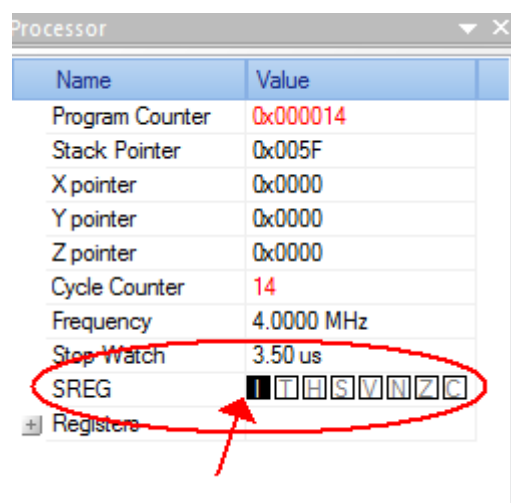 Processor
Name Value
Program Counter 0x000014
Stack Pointer 0x005F
X pointer 0x0000
Y pointer 0x0000
Z pointer 0x0000
Cycle Counter 14
Frequency 4.0000 MHz
Stop Watch 3.50 us
SREG I T H S V N Z C
Registers